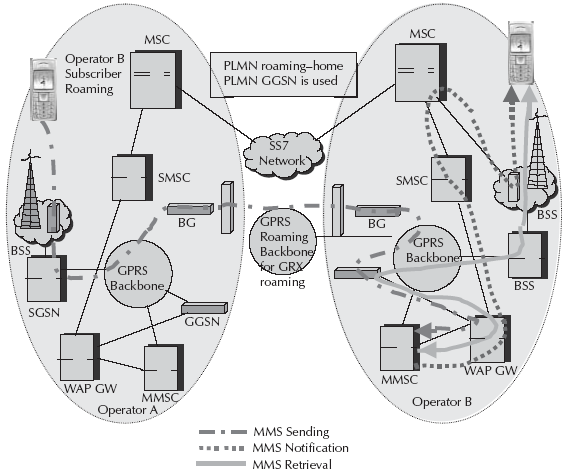 MSC
Operator B
Subscriber
Roaming
PLMN roaming–home
PLMN GGSN is used
MSC
SS7
Network
SMSC
SMSC
BSS
BG
BG
BSS
GPRS
Roaming
Backbone
for GRX
roaming
GPRS
Backbone
GPRS
Backbone
SGSN
BSS
GGSN
WAP GW
MMSC
Operator A
MMSC
WAP GW
Operator B
MMS Sending
MMS Notification
MMS Retrieval